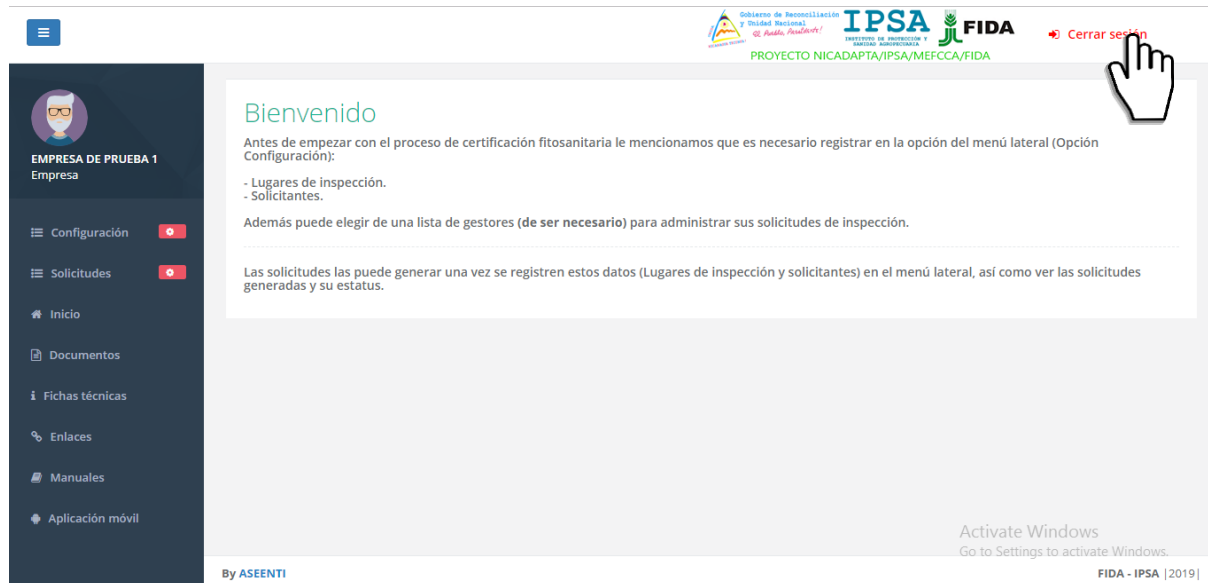 Gobierno de Reconciliación
y Unidad Nacional
El Pueblo, Presidente!
IPSA
INSTITUTO DE PROTECCIÓN Y
SANIDAD AGROPECUARIA
FIDA
PROYECTO NICADAPTA/IPSA/MEFCCA/FIDA
Cerrar sesión
EMPRESA DE PRUEBA 1
Empresa
Configuración
Solicitudes
Inicio
Documentos
Fichas técnicas
Enlaces
Manuales
Aplicación móvil
Bienvenido
Antes de empezar con el proceso de certificación fitosanitaria le mencionamos que es necesario registrar en la opción del menú lateral (Opción
Configuración):
- Lugares de inspección.
- Solicitantes.
Además puede elegir de una lista de gestores (de ser necesario) para administrar sus solicitudes de inspección.
Las solicitudes las puede generar una vez se registren estos datos (Lugares de inspección y solicitantes) en el menú lateral, así como ver las solicitudes
generadas y su estatus.
Activate Windows
Go to Settings to activate Windows.
By ASEENTI
FIDA - IPSA |2019|